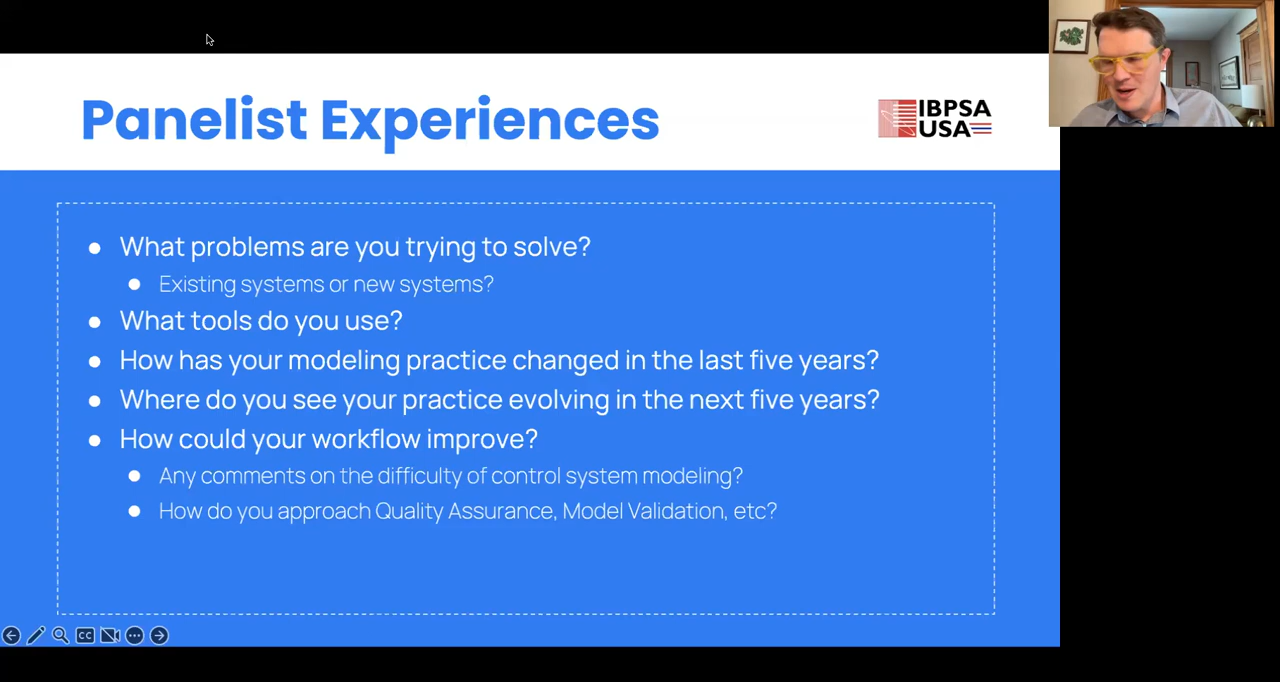 Panelist Experiences
IBPSA
USA
What problems are you trying to solve?
Existing systems or new systems?
What tools do you use?
How has your modeling practice changed in the last five years?
Where do you see your practice evolving in the next five years?
How could your workflow improve?
Any comments on the difficulty of control system modeling?
How do you approach Quality Assurance, Model Validation, etc?
CC